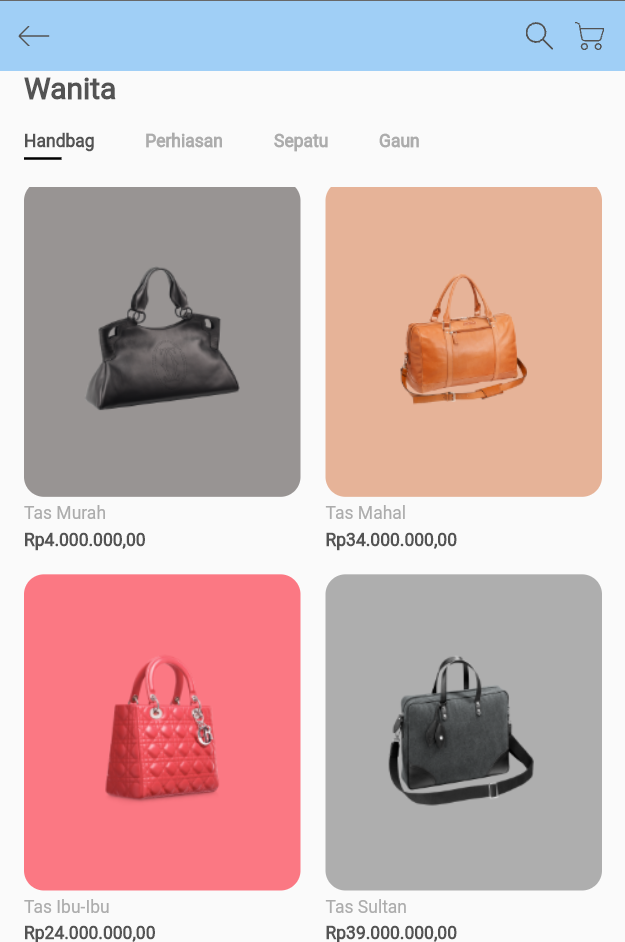 Wanita
Handbag Perhiasan Sepatu Gaun
Tas Murah
Rp4.000.000,00
Tas Mahal
Rp34.000.000,00
Tas Ibu-Ibu
Rp24.000.000,00
Tas Sultan
Rp39.000.000,00